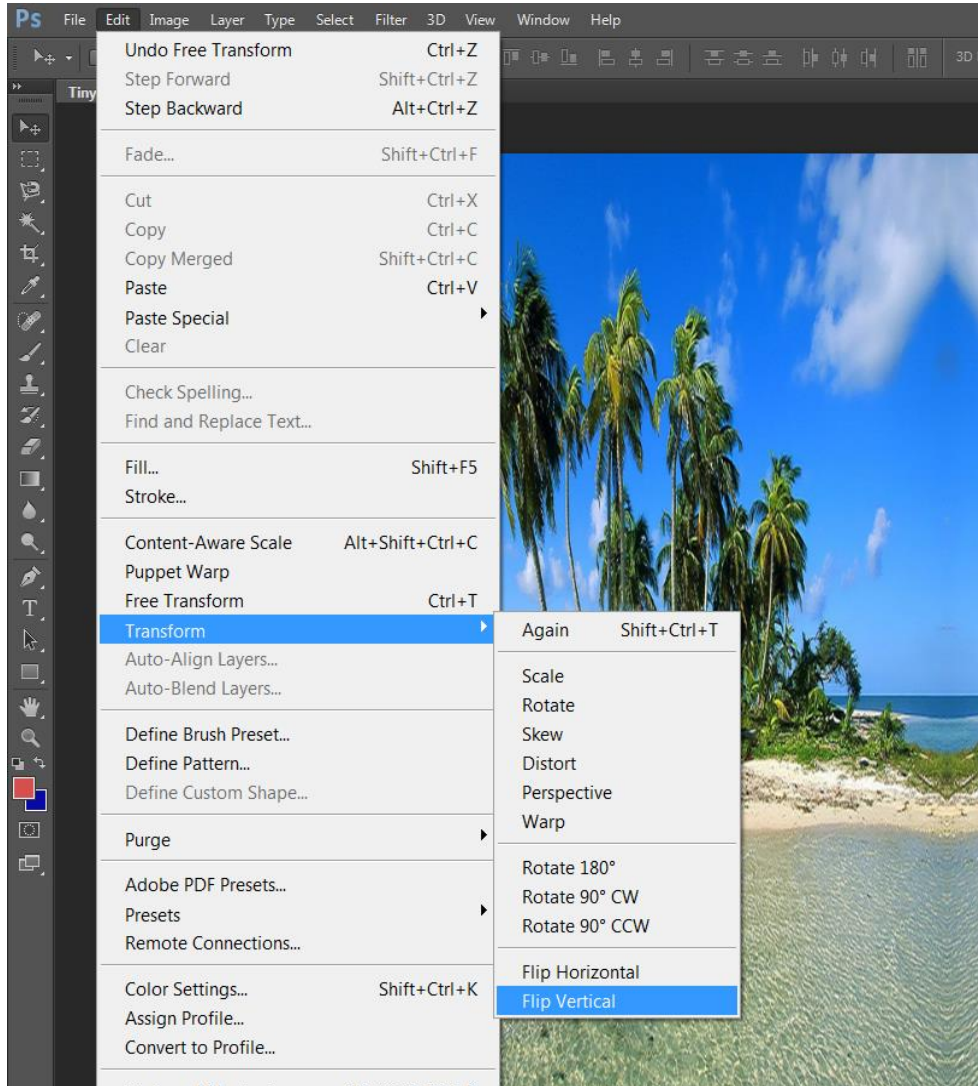 Ps File Edit Image Layer Type Select Filter 3D View Window Help
3D
Tiny
Undo Free Transform Ctrl+Z
Step Forward Shift+Ctrl+Z
Step Backward Alt+Ctrl+Z
Fade... Shift+Ctrl+F
Cut Ctrl+X
Copy Ctrl+C
Copy Merged Shift+Ctrl+C
Paste Ctrl+V
Paste Special
Clear
Check Spelling...
Find and Replace Text...
Fill... Shift+F5
Stroke...
Content-Aware Scale Alt+Shift+Ctrl+C
Puppet Warp
Free Transform Ctrl+T
Transform
Auto-Align Layers...
Auto-Blend Layers...
Define Brush Preset...
Define Pattern...
Define Custom Shape...
Purge
Adobe PDF Presets...
Presets
Remote Connections...
Color Settings... Shift+Ctrl+K
Assign Profile...
Convert to Profile...
Again Shift+Ctrl+T
Scale
Rotate
Skew
Distort
Perspective
Warp
Rotate 180°
Rotate 90° CW
Rotate 90° CCW
Flip Horizontal
Flip Vertical